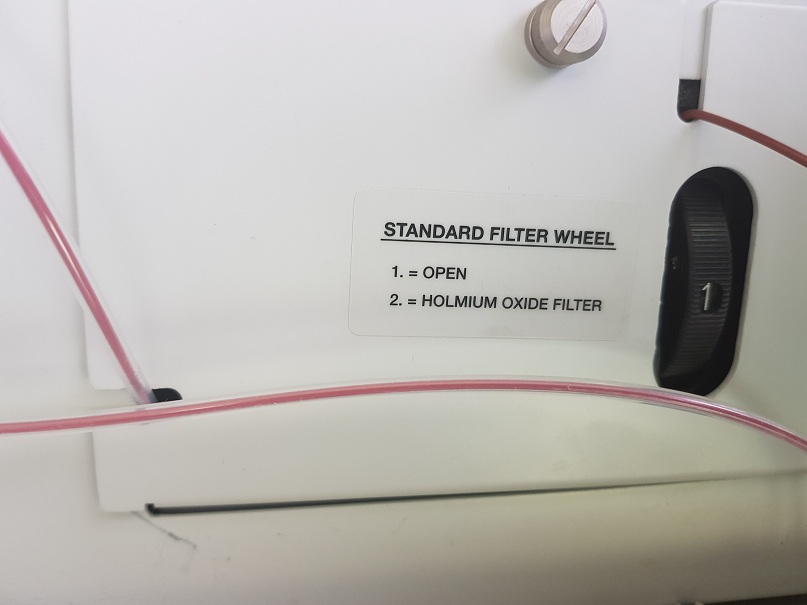 STANDARD FILTER WHEEL
1. = OPEN
2. = HOLMIUM OXIDE FILTER
1